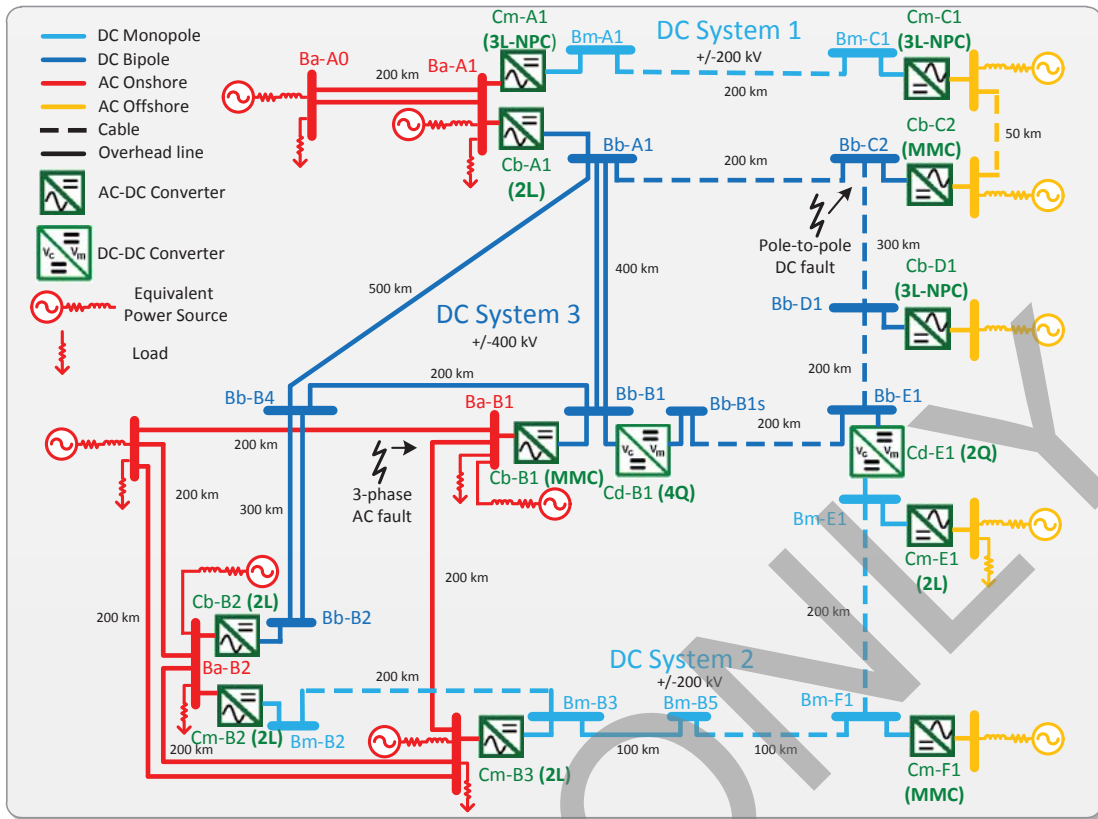 DC Monopole
DC Bipole
AC Onshore
AC Offshore
Cable
Overhead line
AC-DC Converter
DC-DC Converter
Equivalent
Power Source
Load
Cm-A1
(3L-NPC)
Bm-A1
DC System 1
+/-200 kV
200 km
Bm-C1
Cm-C1
(3L-NPC)
Ba-A0
200 km
Ba-A1
Cb-A1
(2L)
Bb-A1
200 km
Bb-C2
Cb-C2
(MMC)
50 km
Pole-to-pole
DC fault
300 km
Cb-D1
(3L-NPC)
Bb-D1
500 km
400 km
DC System 3
+/-400 kV
200 km
200 km
Bb-B4
Ba-B1
Bb-B1
Bb-B1s
Bb-E1
200 km
200 km
Cb-B1 (MMC)
Cd-B1 (4Q)
Vc
Vm
Vc
Vm
Vc
Vm
Cd-E1 (2Q)
3-phase
AC fault
200 km
300 km
Bm-E1
Cm-E1
(2L)
Cb-B2 (2L)
200 km
200 km
200 km
Bb-B2
Ba-B2
200 km
DC System 2
+/-200 kV
Cm-B2 (2L)
Bm-B2
200 km
Bm-B3
Bm-B5
Bm-F1
100 km
100 km
Cm-B3 (2L)
Cm-F1
(MMC)
ONLY